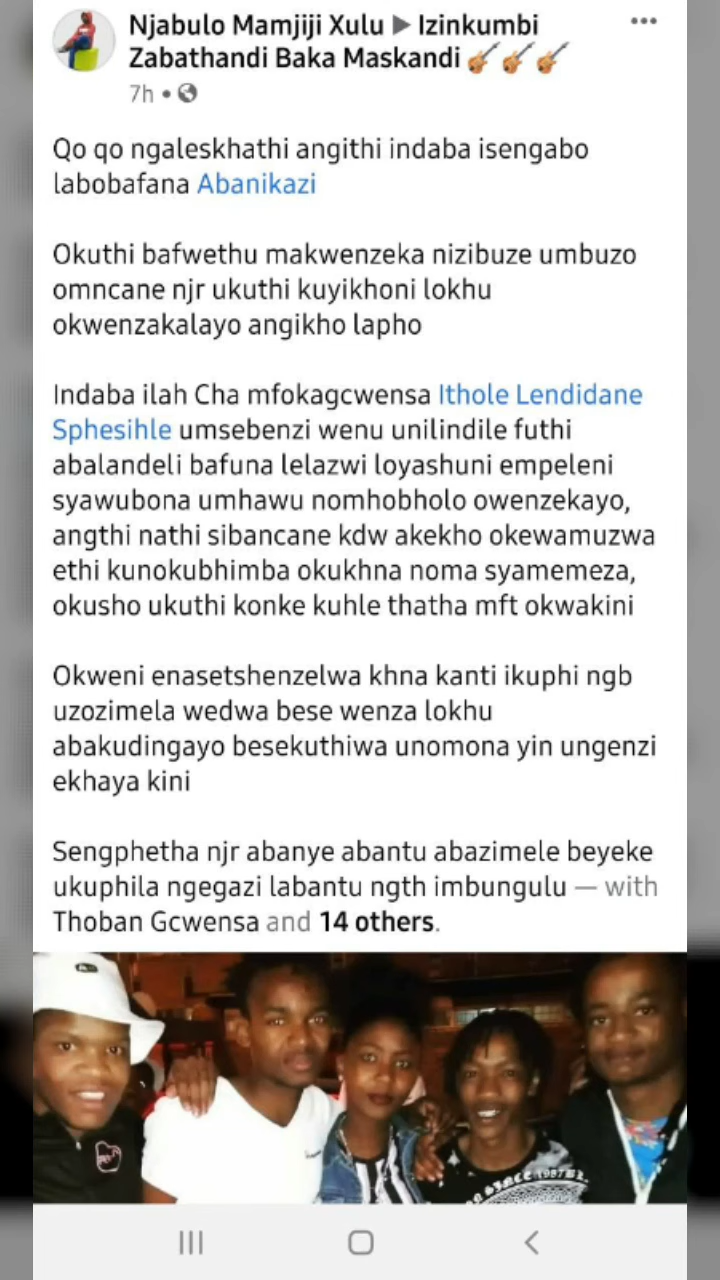 Njabulo Mamjiji Xulu ▶ Izinkumbi
Zabathandi Baka Maskandi 🎸🎸🎸
7h •
Qo qo ngaleskhathi angithi indaba isengabo
labobafana Abanikazi
Okuthi bafwethu makwenzeka nizibuze umbuzo
omncane njr ukuthi kuyikhoni lokhu
okwenzakalayo angikho lapho
Indaba ilah Cha mfokagcwensa Ithole Lendidane
Sphesihle umsebenzi wenu unilindile futhi
abalandeli bafuna lelazwi loyashuni empeleni
syawubona umhawu nomhobholo owenzekayo,
angthi nathi sibancane kdw akekho okewamuzwa
ethi kunokubhimba okukhna noma syamemeza,
okusho ukuthi konke kuhle thatha mft okwakini
Okweni enasetshenzelwa khna kanti ikuphi ngb
uzozimela wedwa bese wenza lokhu
abakudingayo besekuthiwa unomona yin ungenzi
ekhaya kini
Sengphetha njr abanye abantu abazimele beyeke
ukuphila ngegazi labantu ngth imbungulu — with
Thoban Gcwensa and 14 others.
SINCE 1987